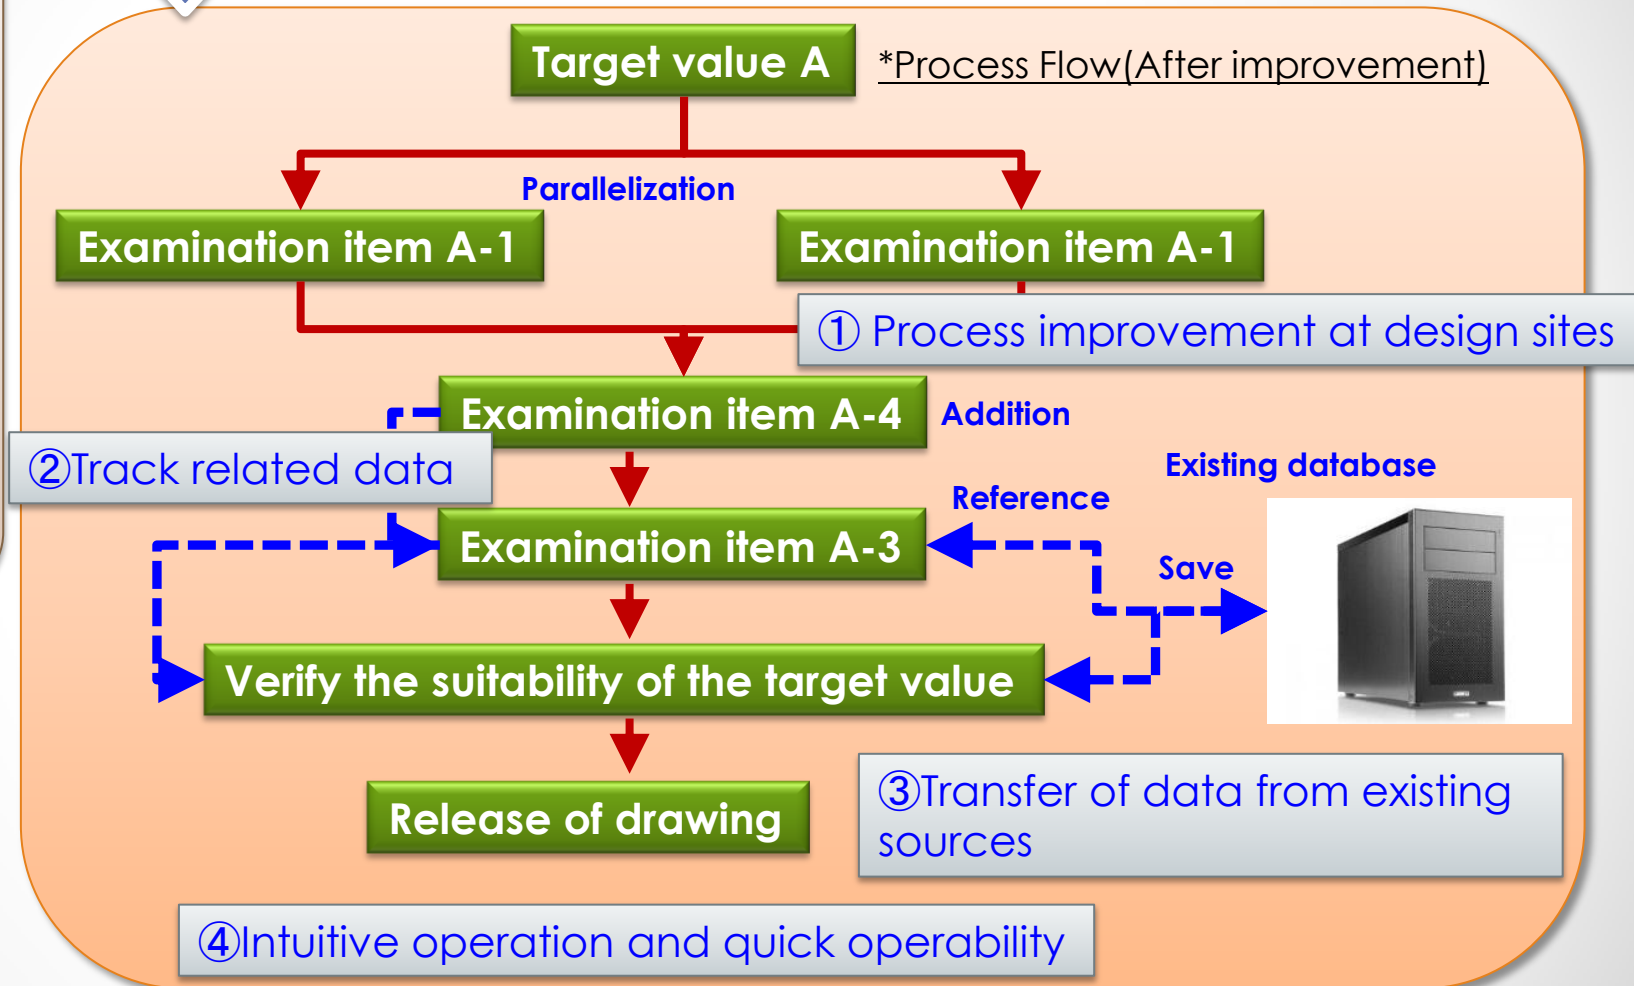 Target value A
*Process Flow(After improvement)
Parallelization
Examination item A-1
Examination item A-1
① Process improvement at design sites
Examination item A-4
Addition
②Track related data
Existing database
Reference
Examination item A-3
Save
Verify the suitability of the target value
③Transfer of data from existing
sources
Release of drawing
④Intuitive operation and quick operability